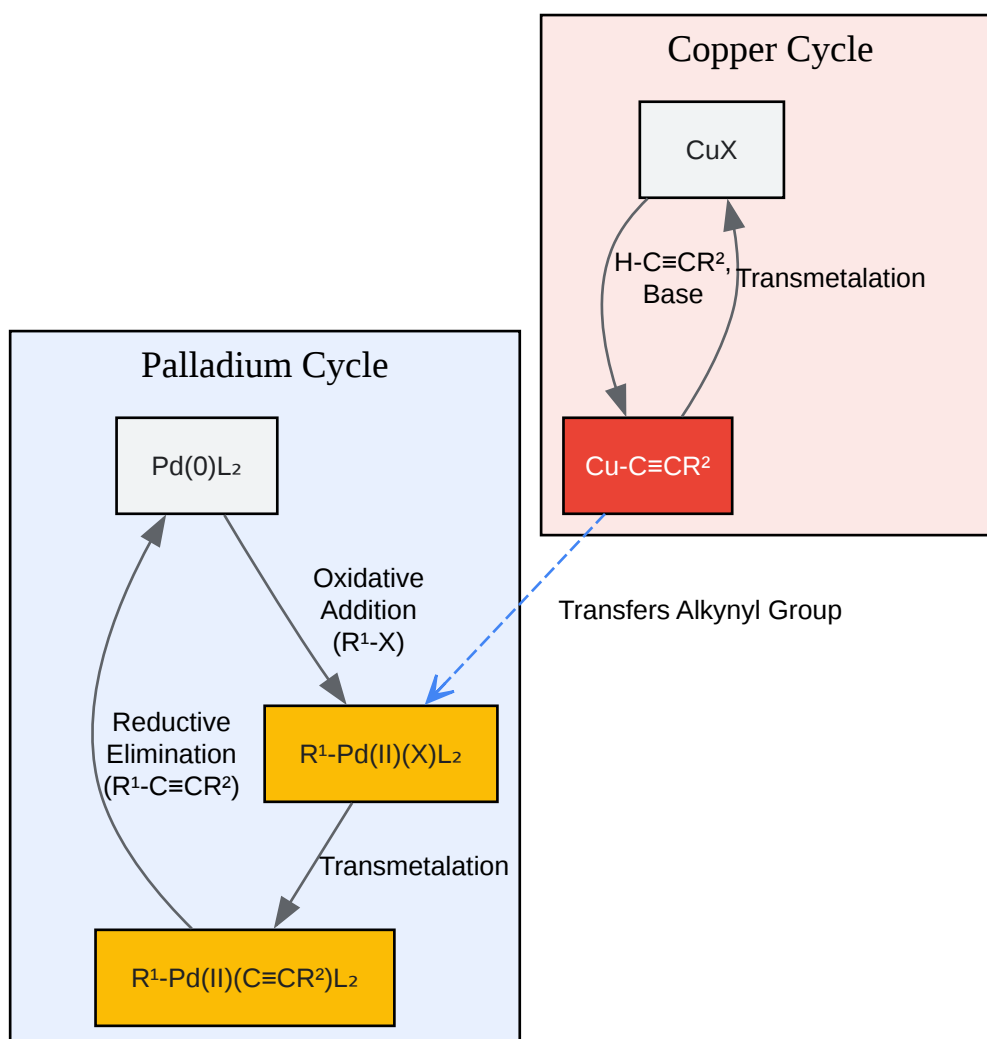 Copper Cycle
CuX
H-C≡CR²,
Base
Transmetalation
Cu-C≡CR²
Transfers Alkynyl Group
Palladium Cycle
Pd(0)L₂
Oxidative
Addition
(R¹-X)
R¹-Pd(II)(X)L₂
Reductive
Elimination
(R¹-C≡CR²)
Transmetalation
R¹-Pd(II)(C≡CR²)L₂